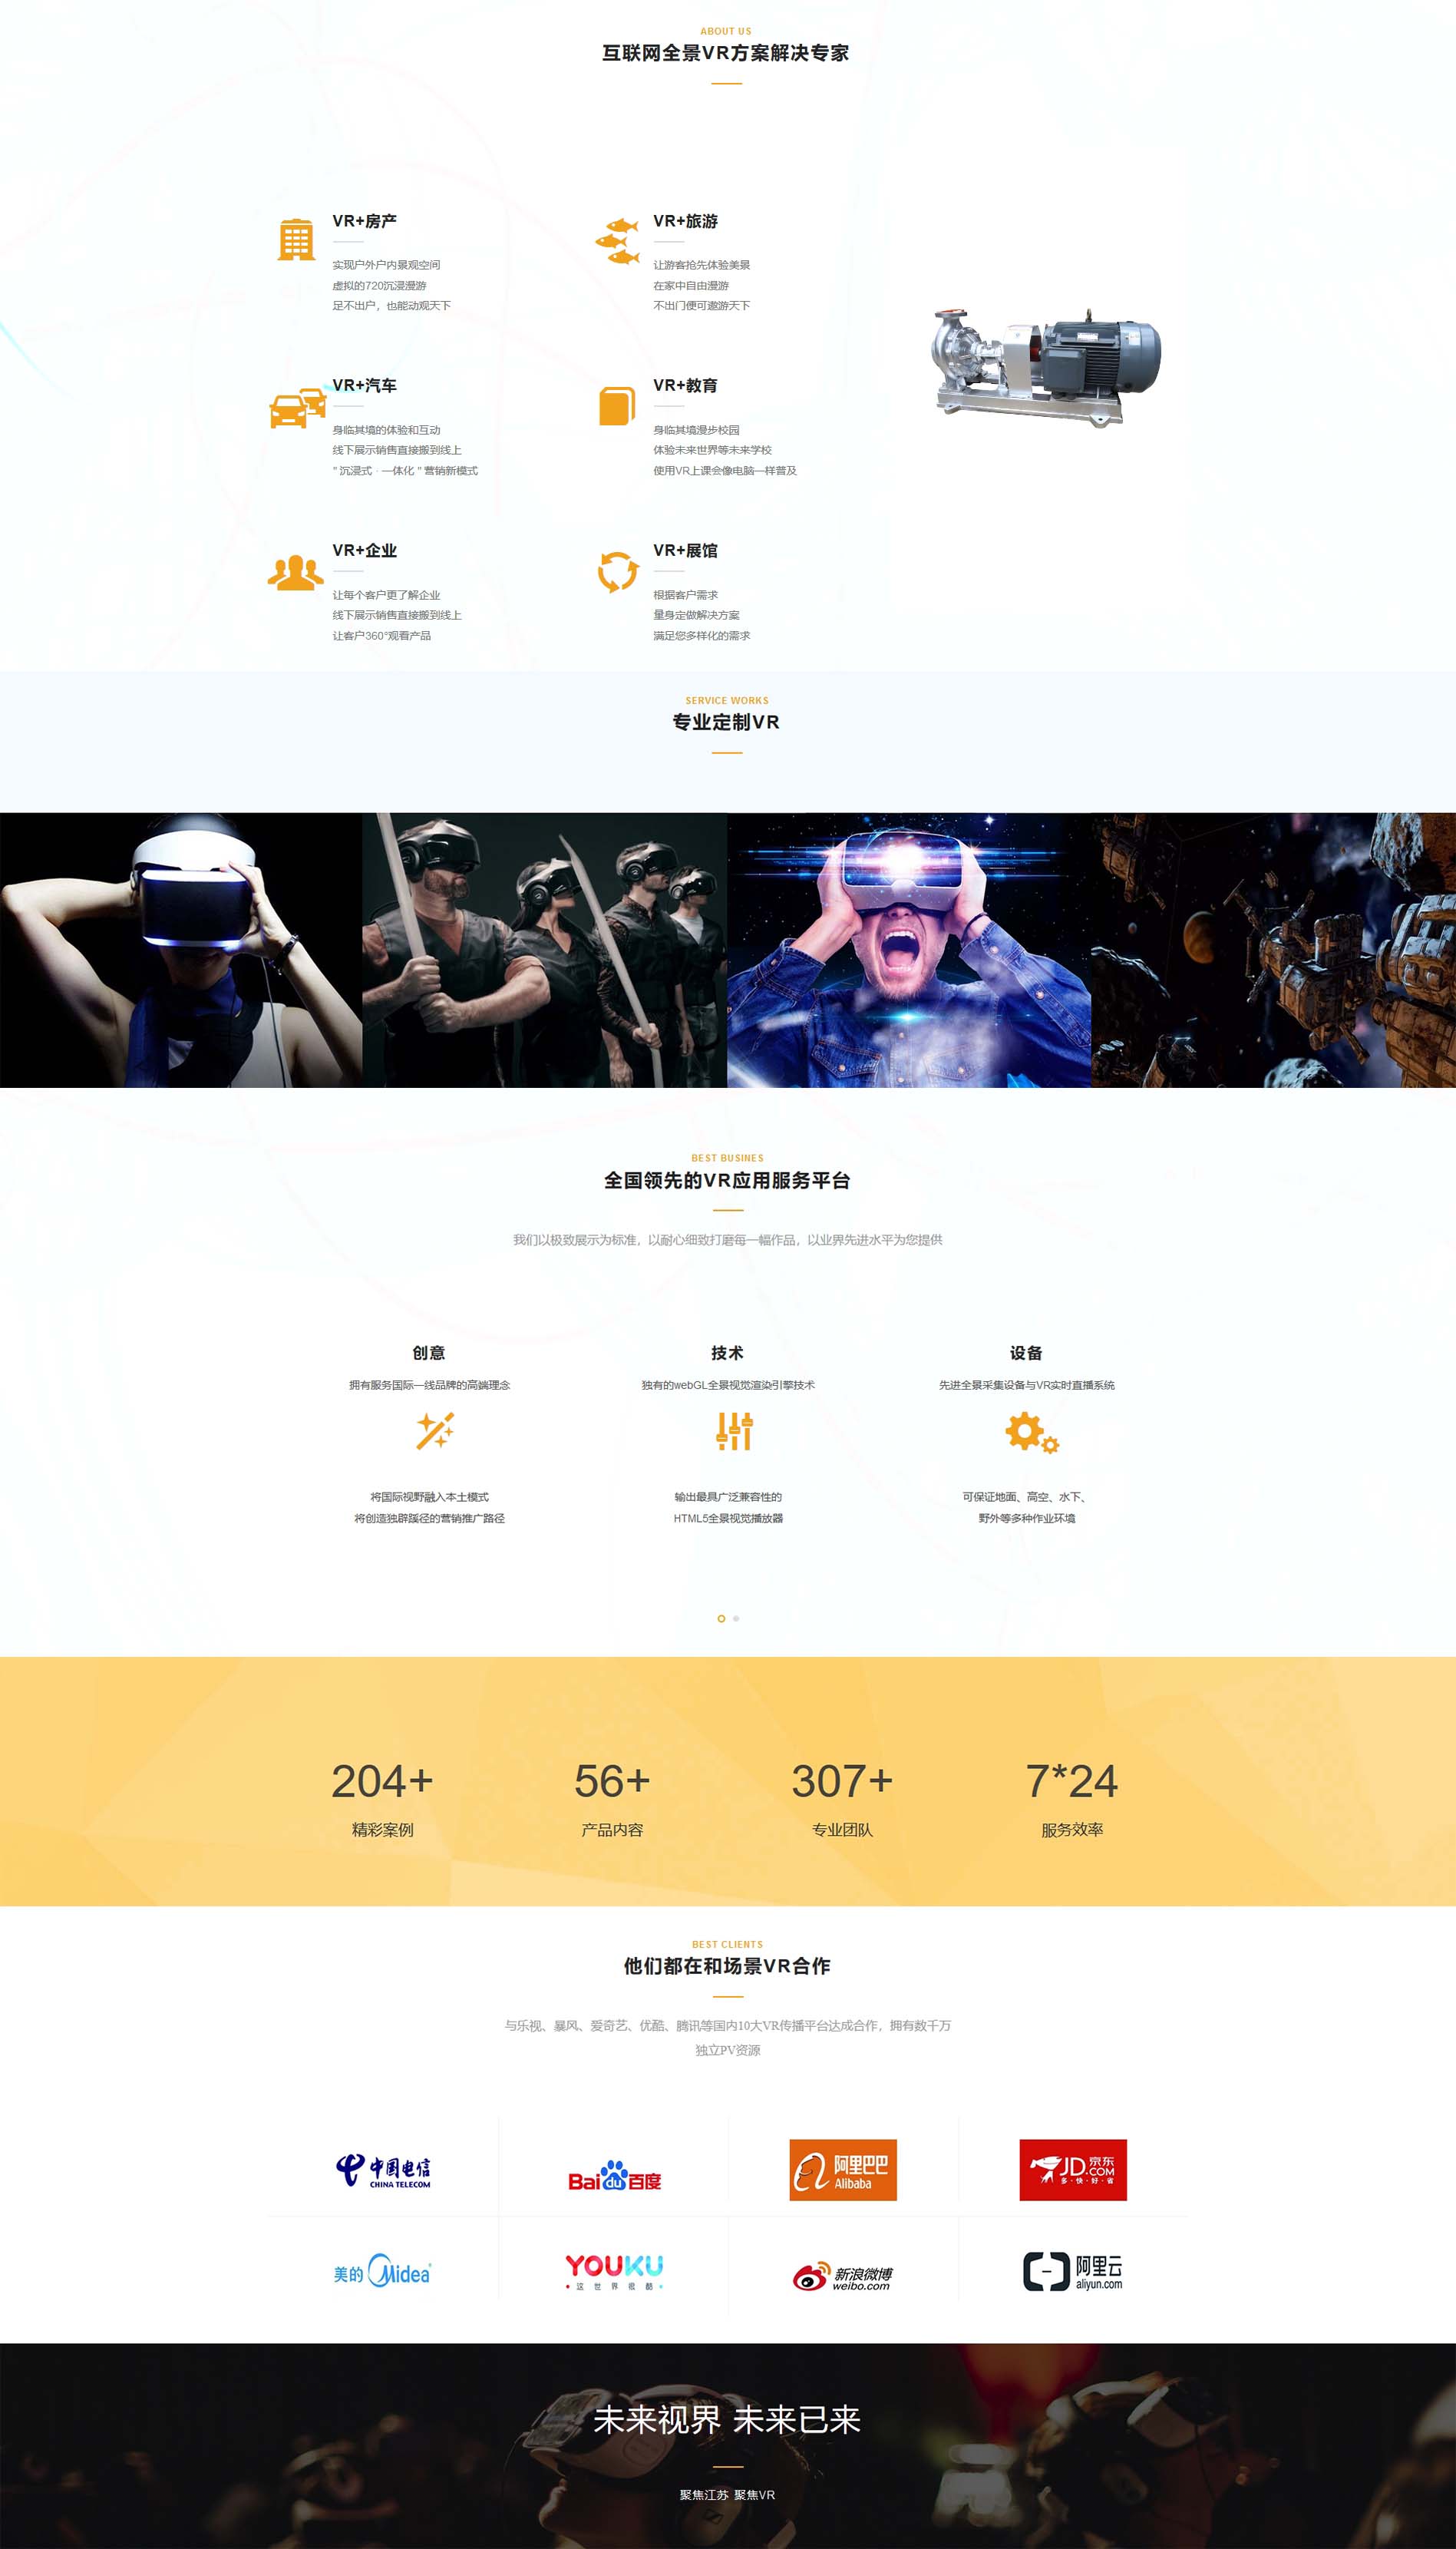 ABOUT US
互联网全景VR方案解决专家
VR+房产
实现户外户内景观空间
虚拟的720沉浸漫游
足不出户，也能动观天下
VR+旅游
让游客抢先体验美景
在家中自由漫游
不出门便可遨游天下
VR+汽车
身临其境的体验和互动
线下展示销售直接搬到线上
"沉浸式·一体化"营销新模式
VR+教育
身临其境漫步校园
体验未来世界等未来学校
使用VR上课会像电脑一样普及
VR+企业
让每个客户更了解企业
线下展示销售直接搬到线上
让客户360°观看产品
VR+展馆
根据客户需求
量身定做解决方案
满足您多样化的需求
SERVICE WORKS
专业定制VR
BEST BUSINES
全国领先的VR应用服务平台
我们以极致展示为标准，以耐心细致打磨每一幅作品，以业界先进水平为您提供
创意
拥有服务国际一线品牌的高端理念
将国际视野融入本土模式
将创造独辟蹊径的营销推广路径
技术
独有的webGL全景视觉渲染引擎技术
输出最具广泛兼容性的
HTML5全景视觉播放器
设备
先进全景采集设备与VR实时直播系统
可保证地面、高空、水下、
野外等多种作业环境
204+
精彩案例
56+
产品内容
307+
专业团队
7*24
服务效率
BEST CLIENTS
他们都在和场景VR合作
与乐视、暴风、爱奇艺、优酷、腾讯等国内10大VR传播平台达成合作，拥有数千万
独立PV资源
中国电信
CHINA TELECOM
Bai du 百度
阿里巴巴
Alibaba
JD.COM 京东
多·快·好·省
美的 Midea
YOUKU
这世界很酷
新浪微博
weibo.com
阿里云
aliyun.com
未来视界 未来已来
聚焦江苏 聚焦VR